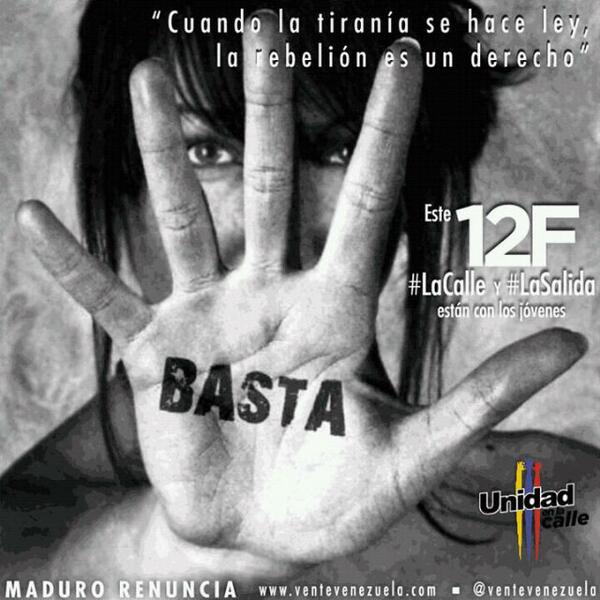 “Cuando la tiranía se hace ley,
la rebelión es un derecho”
Este 12F
#LaCalle Y #LaSalida
están con los jóvenes
BASTA
Unidad
en la
calle
MADURO RENUNCIA www.ventevenezuela.com ■ @ventevenezuela